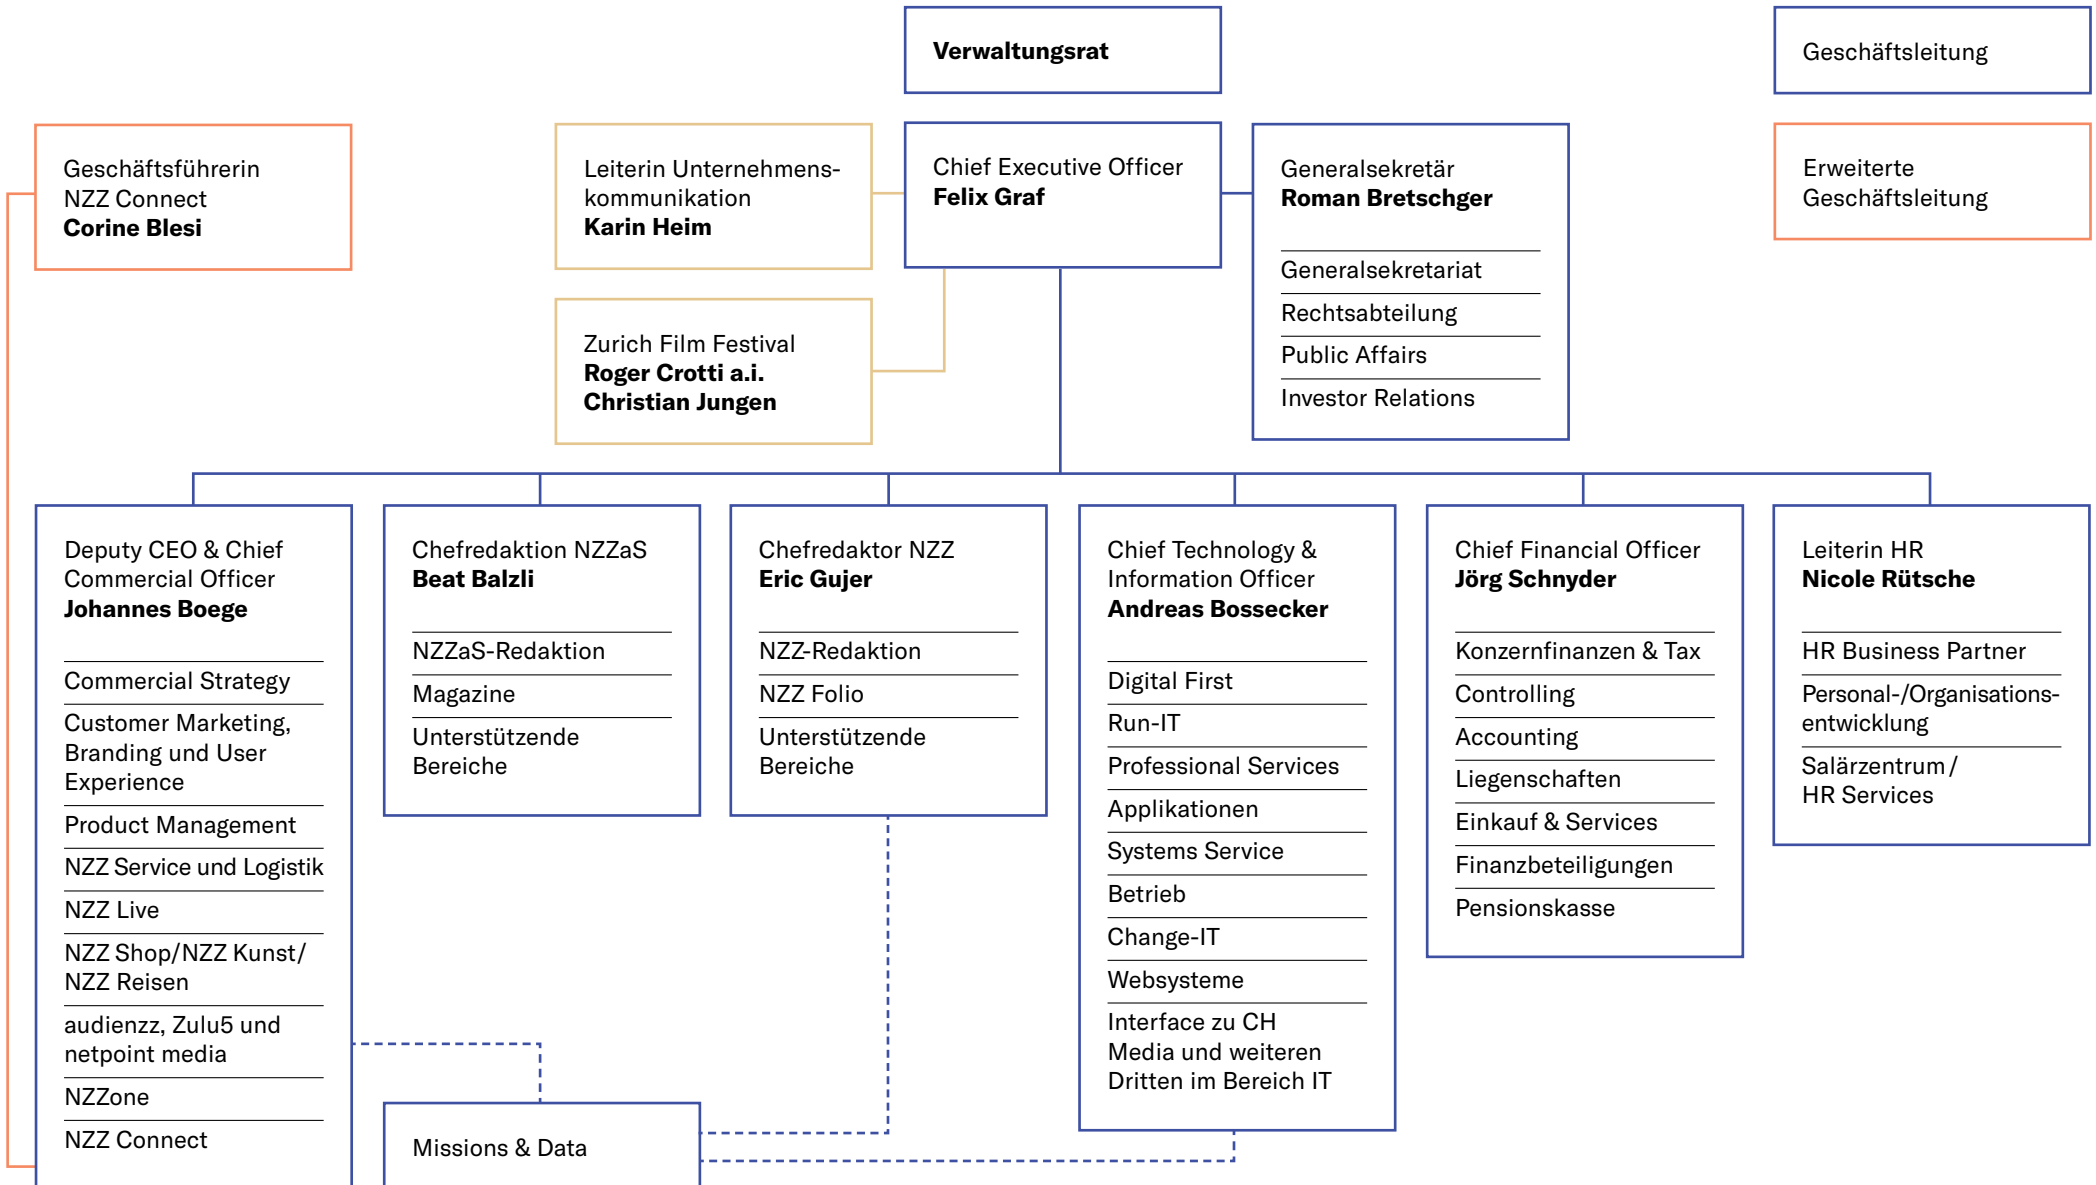 Verwaltungsrat
Geschäftsleitung
Geschäftsführerin
NZZ Connect
Corine Blesi
Leiterin Unternehmens-
kommunikation
Karin Heim
Chief Executive Officer
Felix Graf
Generalsekretär
Roman Bretschger
Generalsekretariat
Rechtsabteilung
Public Affairs
Investor Relations
Erweiterte
Geschäftsleitung
Zurich Film Festival
Roger Crotti a.i.
Christian Jungen
Deputy CEO & Chief
Commercial Officer
Johannes Boege
Commercial Strategy
Customer Marketing,
Branding und User
Experience
Product Management
NZZ Service und Logistik
NZZ Live
NZZ Shop/NZZ Kunst/
NZZ Reisen
audienzz, Zulu5 und
netpoint media
NZZone
NZZ Connect
Chefredaktion NZZaS
Beat Balzli
NZZaS-Redaktion
Magazine
Unterstützende
Bereiche
Chefredaktor NZZ
Eric Gujer
NZZ-Redaktion
NZZ Folio
Unterstützende
Bereiche
Chief Technology &
Information Officer
Andreas Bossecker
Digital First
Run-IT
Professional Services
Applikationen
Systems Service
Betrieb
Change-IT
Websysteme
Interface zu CH
Media und weiteren
Dritten im Bereich IT
Chief Financial Officer
Jörg Schnyder
Konzernfinanzen & Tax
Controlling
Accounting
Liegenschaften
Einkauf & Services
Finanzbeteiligungen
Pensionskasse
Leiterin HR
Nicole Rütsche
HR Business Partner
Personal-/Organisations-
entwicklung
Salärzentrum/
HR Services
Missions & Data